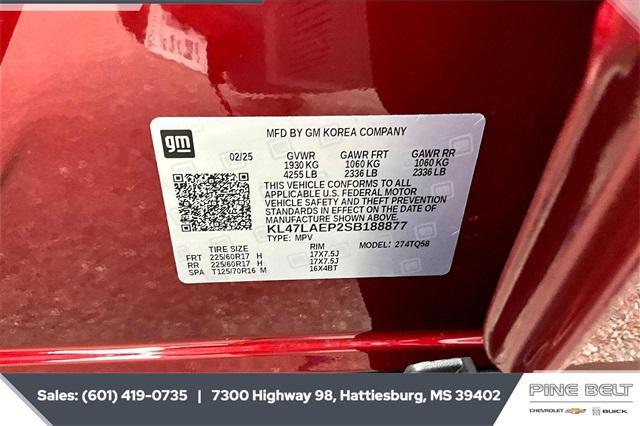 gm
MFD BY GM KOREA COMPANY
02/25 GVWR GAWR FRT GAWR RR
1930 KG 1060 KG 1060 KG
4255 LB 2336 LB 2336 LB
THIS VEHICLE CONFORMS TO ALL
APPLICABLE U.S. FEDERAL MOTOR
VEHICLE SAFETY STANDARDS IN
EFFECT ON THE DATE OF
MANUFACTURE SHOWN ABOVE.
KL47LAEP2SB188877
TYPE: MPV MODEL: 274TQ58
TIRE SIZE RIM
FRT 225/60R17 H 17X7.5J
RR 225/60R17 H 17X7.5J
SPA T125/70R16 M 16X4BT
Sales: (601) 419-0735 | 7300 Highway 98, Hattiesburg, MS 39402
PINE BELT
CHEVROLET BUICK